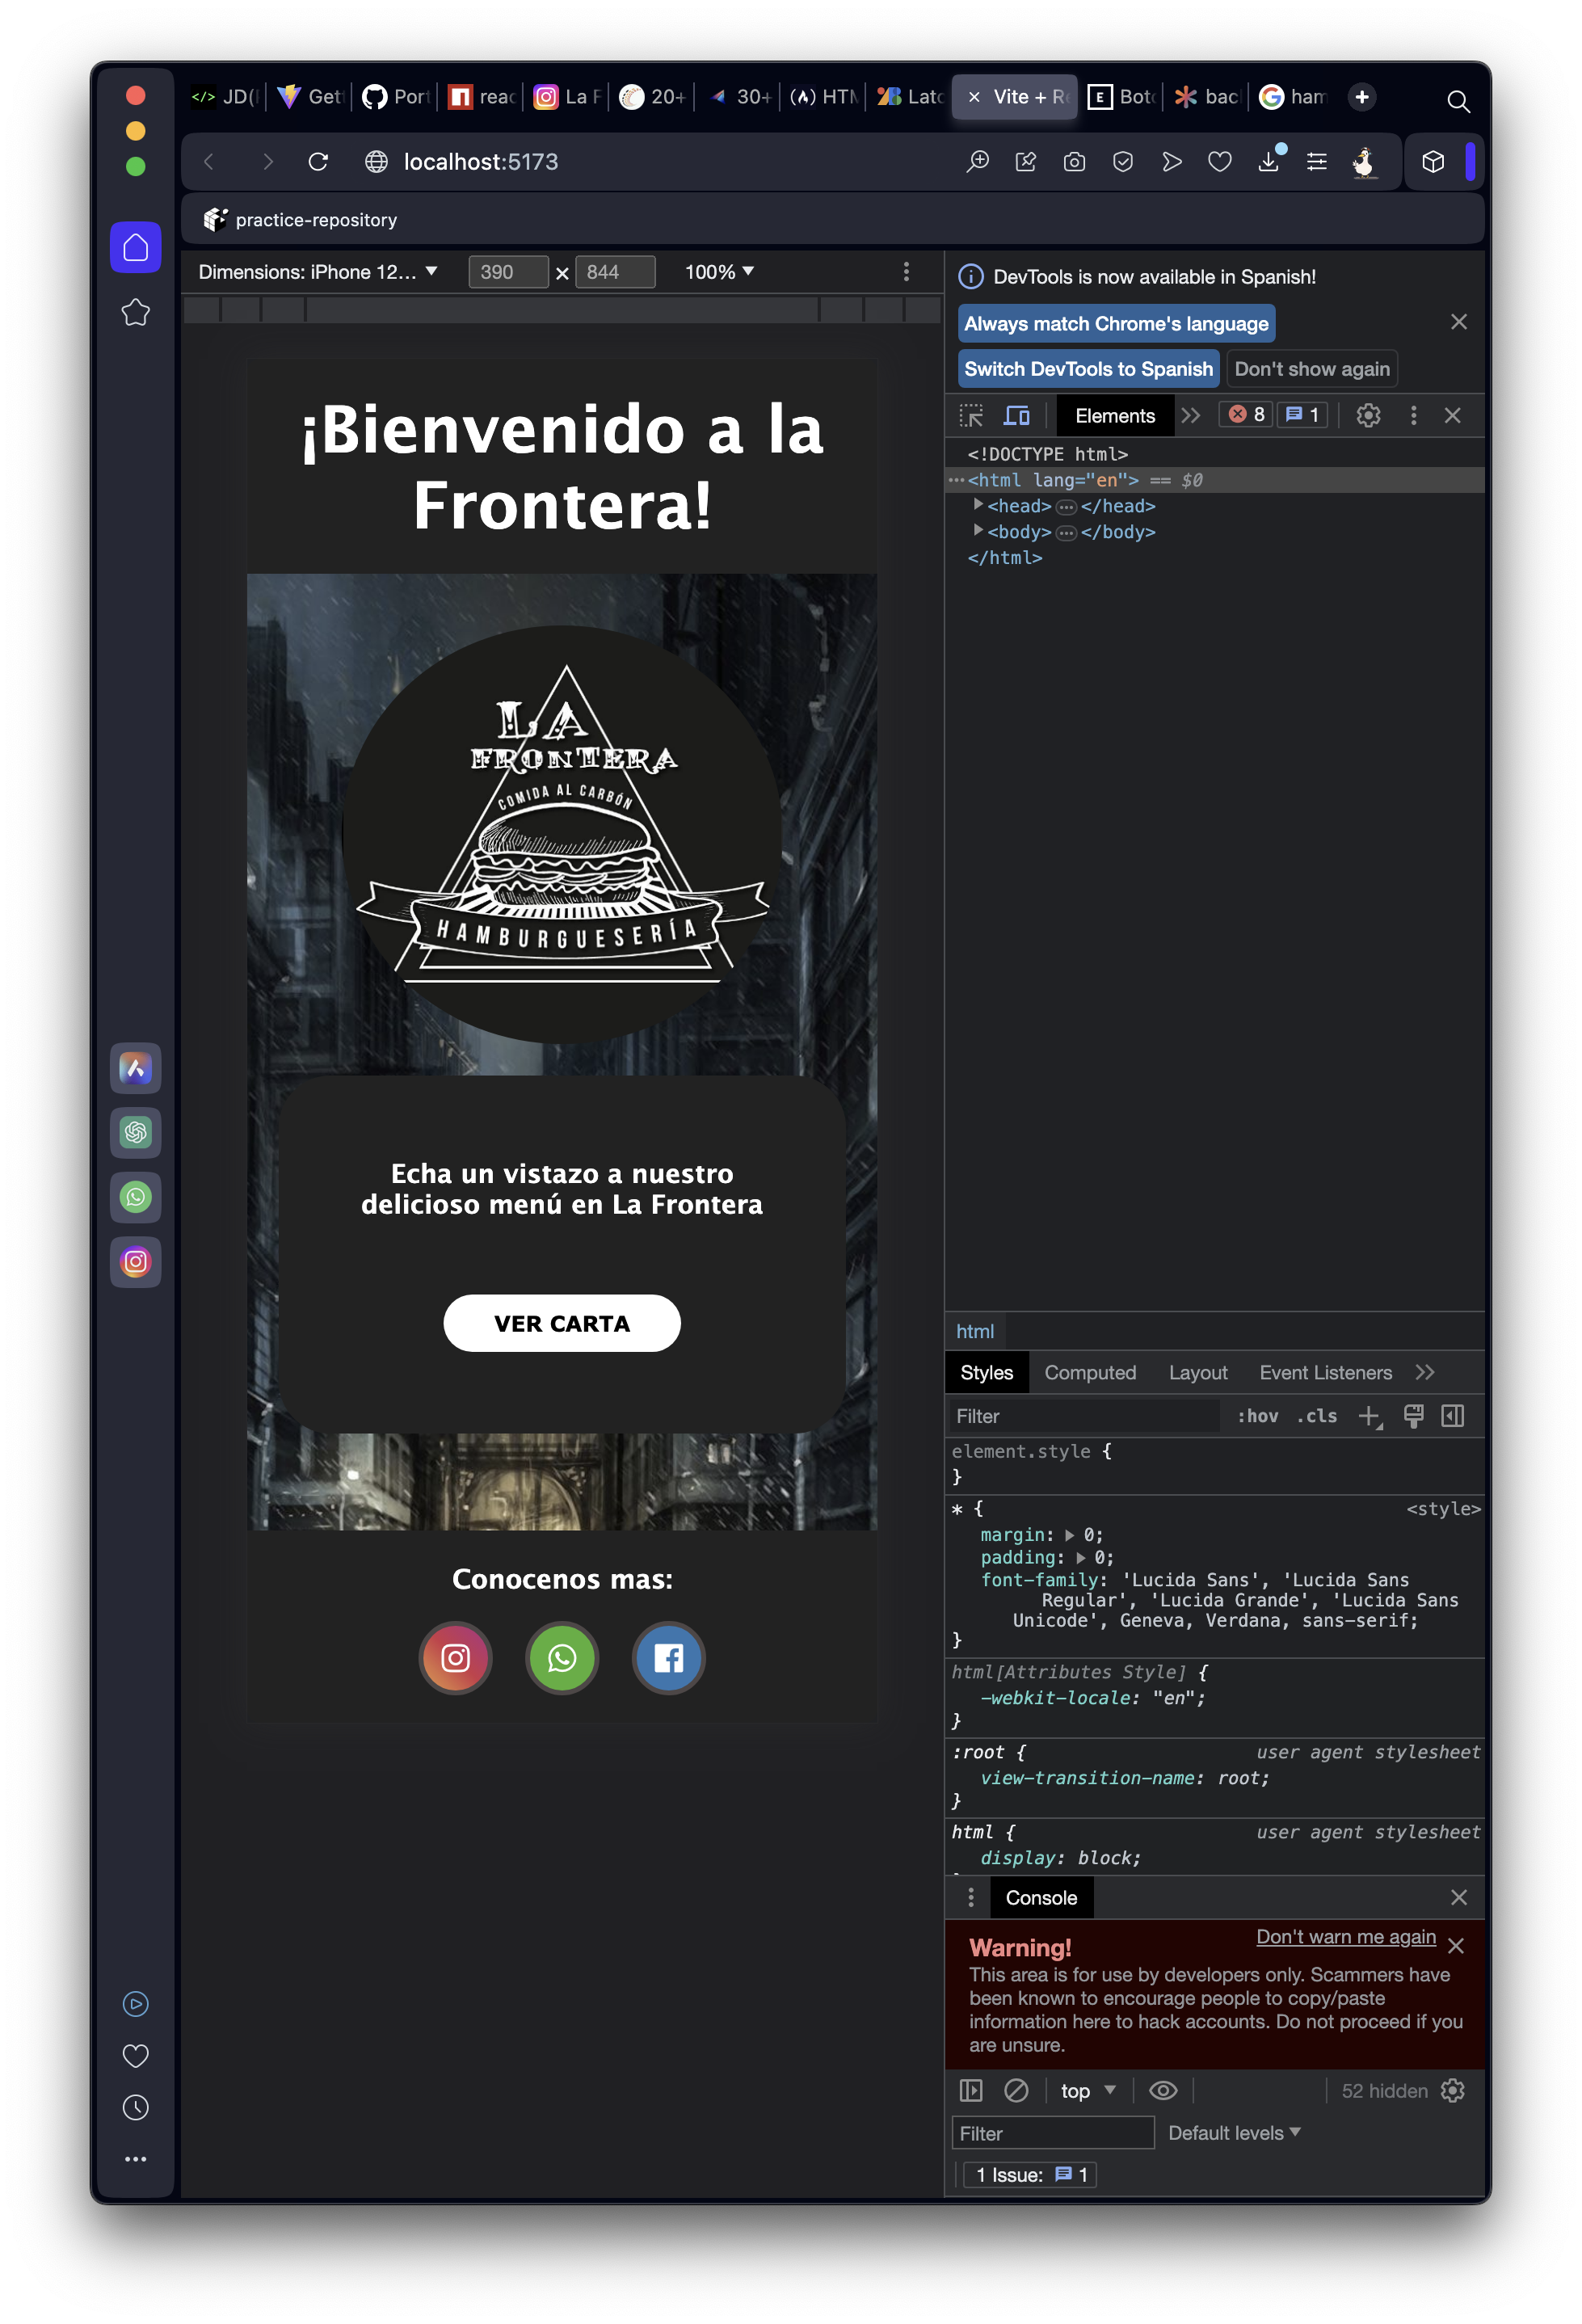 JD(
Get
Port
reac
La F
20+
30+
HTM
Latc
Vite + Re
Bot
bac
ham
localhost:5173
practice-repository
Dimensions: iPhone 12...
390 × 844
100%
¡Bienvenido a la
Frontera!
LA
FRONTERA
COMIDA AL CARBÓN
HAMBURGUESERÍA
Echa un vistazo a nuestro
delicioso menú en La Frontera
VER CARTA
Conocenos mas:
DevTools is now available in Spanish!
Always match Chrome's language
Switch DevTools to Spanish
Don't show again
Elements
8
1
<!DOCTYPE html>
<html lang="en"> == $0
<head> ... </head>
<body> ... </body>
</html>
html
Styles
Computed
Layout
Event Listeners
Filter
:hov
.cls
element.style {
}
* {
<style>
margin: 0;
padding: 0;
font-family: 'Lucida Sans', 'Lucida Sans
Regular', 'Lucida Grande', 'Lucida Sans
Unicode', Geneva, Verdana, sans-serif;
}
html[Attributes Style] {
-webkit-locale: "en";
}
:root {
user agent stylesheet
view-transition-name: root;
}
html {
user agent stylesheet
display: block;
Console
Warning!
Don't warn me again
This area is for use by developers only. Scammers have
been known to encourage people to copy/paste
information here to hack accounts. Do not proceed if you
are unsure.
top
52 hidden
Filter
Default levels
1 Issue: 1